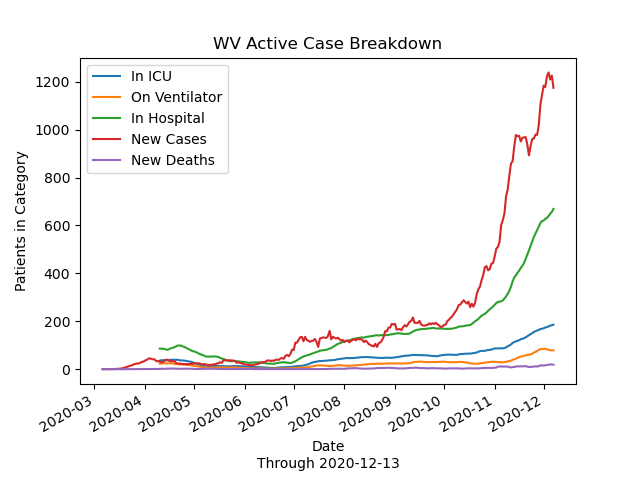 WV Active Case Breakdown
In ICU
On Ventilator
In Hospital
New Cases
New Deaths
Patients in Category
1200
1000
800
600
400
200
0
2020-03
2020-04
2020-05
2020-06
2020-07
2020-08
2020-09
2020-10
2020-11
2020-12
Date
Through 2020-12-13